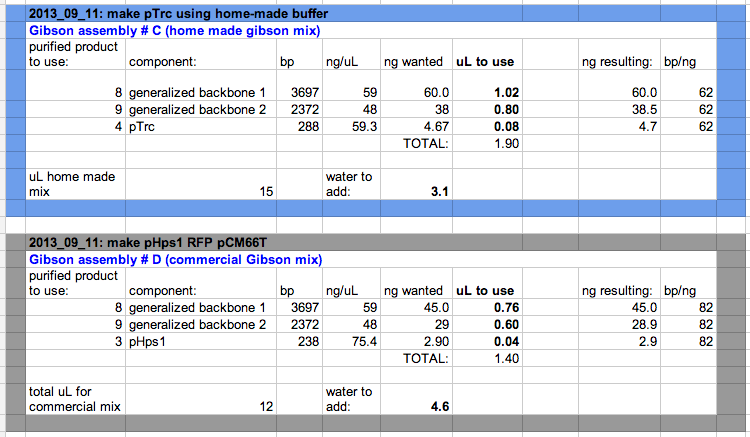 2013_09_11: make pTrc using home-made buffer
Gibson assembly # C (home made gibson mix)
purified product
to use: component: bp ng/uL ng wanted uL to use ng resulting: bp/ng
8 generalized backbone 1 3697 59 60.0 1.02 60.0 62
9 generalized backbone 2 2372 48 38 0.80 38.5 62
4 pTrc 288 59.3 4.67 0.08 4.7 62
TOTAL: 1.90
uL home made water to
mix 15 add: 3.1
2013_09_11: make pHps1 RFP pCM66T
Gibson assembly # D (commercial Gibson mix)
purified product
to use: component: bp ng/uL ng wanted uL to use ng resulting: bp/ng
8 generalized backbone 1 3697 59 45.0 0.76 45.0 82
9 generalized backbone 2 2372 48 29 0.60 28.9 82
3 pHps1 238 75.4 2.90 0.04 2.9 82
TOTAL: 1.40
total uL for water to
commercial mix 12 add: 4.6